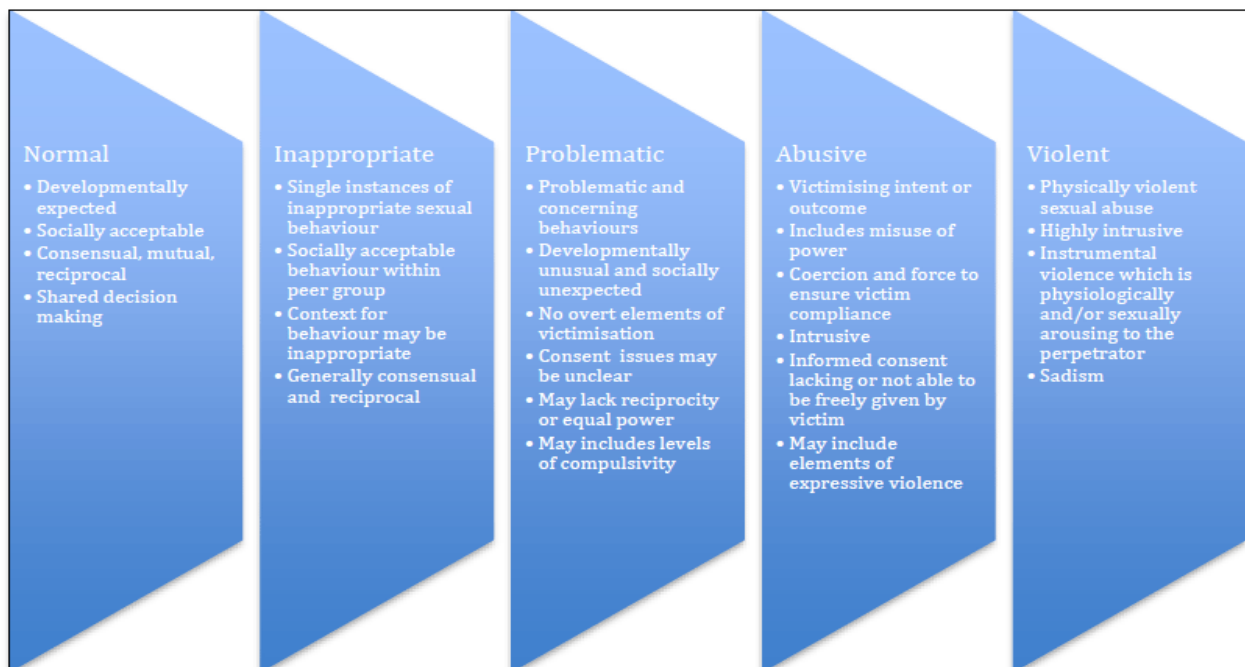 Normal
• Developmentally
expected
• Socially acceptable
• Consensual, mutual,
reciprocal
• Shared decision
making
Inappropriate
• Single instances of
inappropriate sexual
behaviour
• Socially acceptable
behaviour within
peer group
• Context for
behaviour may be
inappropriate
• Generally consensual
and reciprocal
Problematic
• Problematic and
concerning
behaviours
• Developmentally
unusual and socially
unexpected
• No overt elements of
victimisation
• Consent issues may
be unclear
• May lack reciprocity
or equal power
• May includes levels
of compulsivity
Abusive
• Victimising intent or
outcome
• Includes misuse of
power
• Coercion and force to
ensure victim
compliance
• Intrusive
• Informed consent
lacking or not able to
be freely given by
victim
• May include
elements of
expressive violence
Violent
• Physically violent
sexual abuse
• Highly intrusive
• Instrumental
violence which is
physiologically
and/or sexually
arousing to the
perpetrator
• Sadism